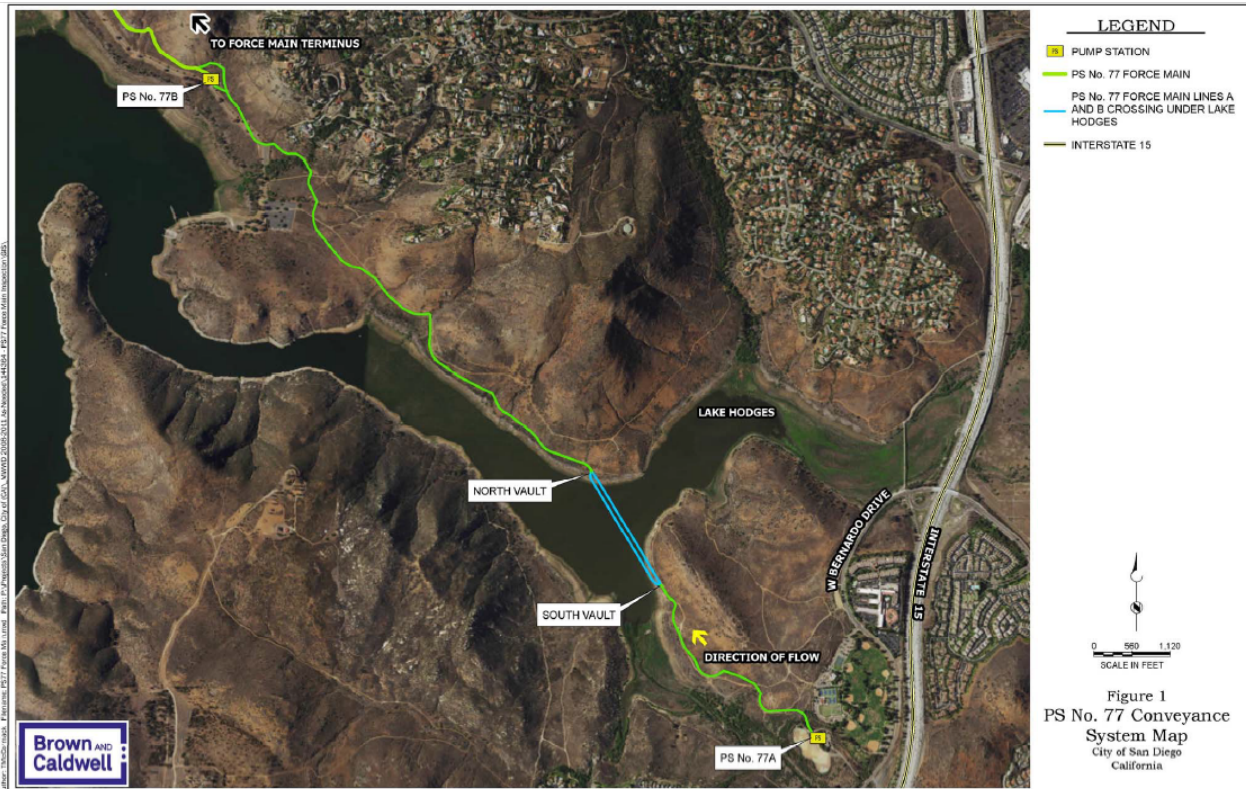 TO FORCE MAIN TERMINUS
PS
PS No. 77B
LAKE HODGES
NORTH VAULT
W BERNARDO DRIVE
INTERSTATE 15
SOUTH VAULT
DIRECTION OF FLOW
PS
PS No. 77A
Brown AND
Caldwell
LEGEND
PS PUMP STATION
PS No. 77 FORCE MAIN
PS No. 77 FORCE MAIN LINES A
AND B CROSSING UNDER LAKE
HODGES
INTERSTATE 15
0 560 1,120
SCALE IN FEET
Figure 1
PS No. 77 Conveyance
System Map
City of San Diego
California